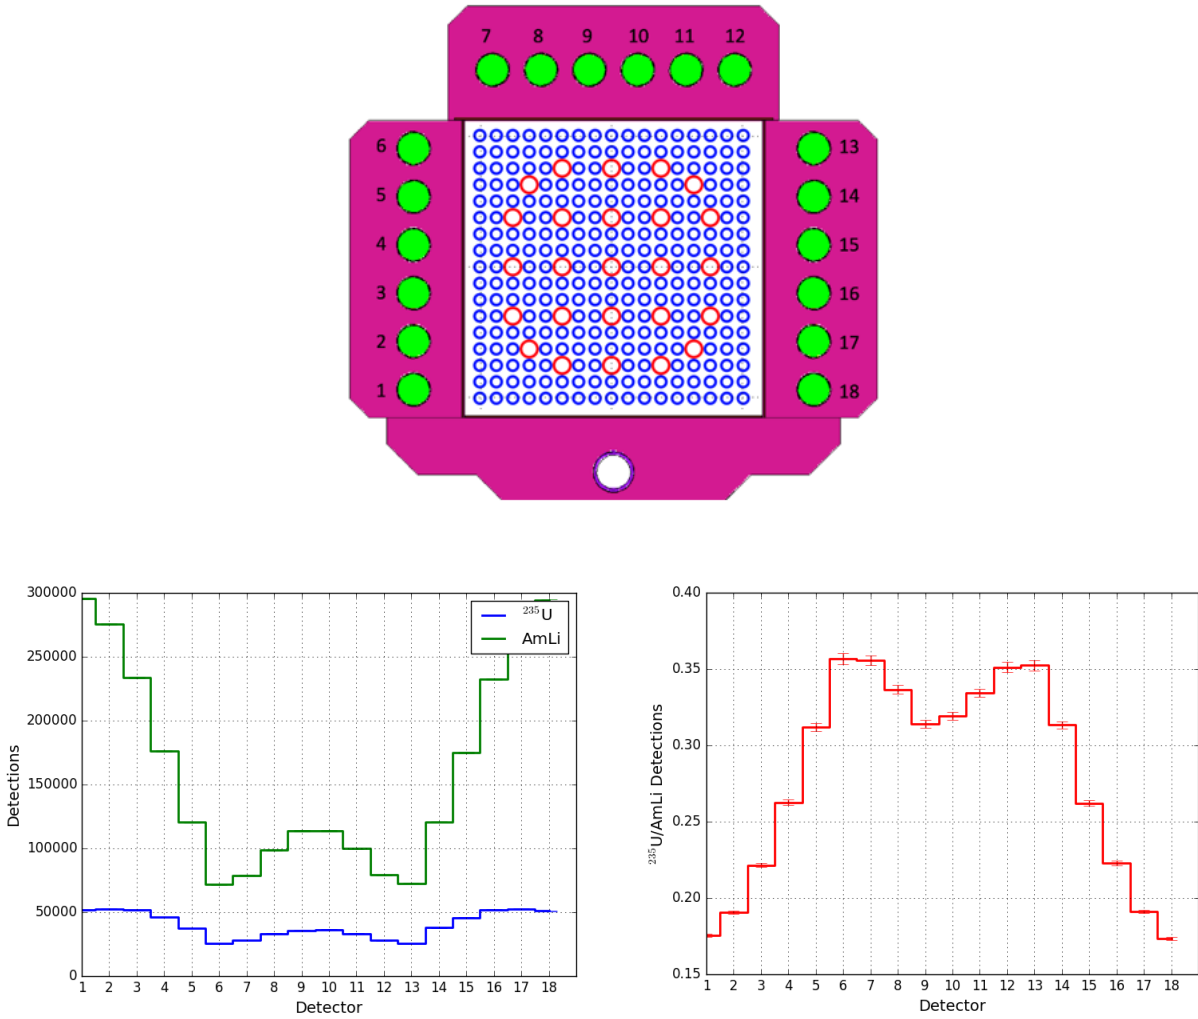 7 8 9 10 11 12
6 13
5 14
4 15
3 16
2 17
1 18
300000
250000
200000
150000
100000
50000
0
Detections
²³⁵U
AmLi
1 2 3 4 5 6 7 8 9 10 11 12 13 14 15 16 17 18
Detector
0.40
0.35
0.30
0.25
0.20
0.15
²³⁵U/AmLi Detections
1 2 3 4 5 6 7 8 9 10 11 12 13 14 15 16 17 18
Detector